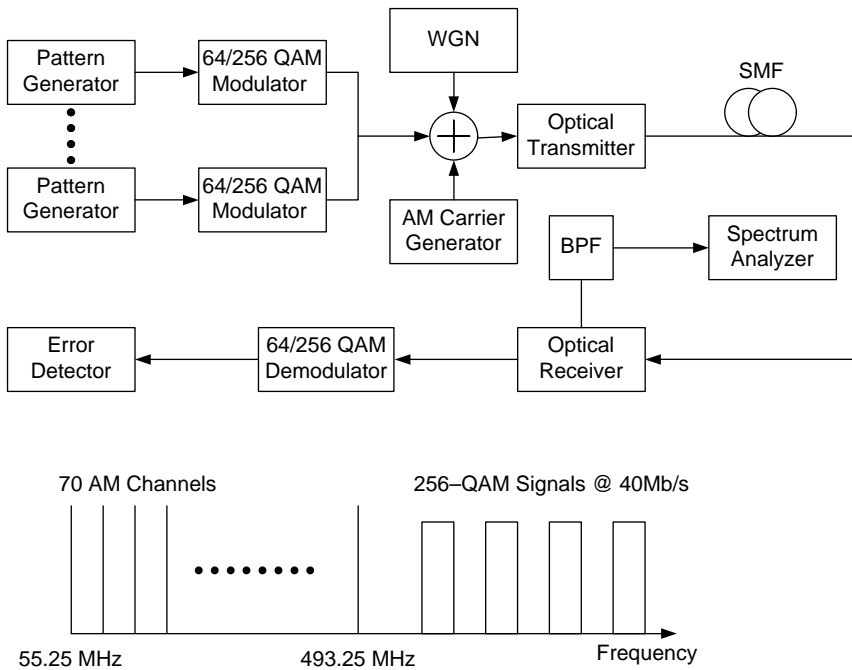 Pattern
Generator
64/256 QAM
Modulator
WGN
SMF
Optical
Transmitter
Pattern
Generator
64/256 QAM
Modulator
AM Carrier
Generator
BPF
Spectrum
Analyzer
Error
Detector
64/256 QAM
Demodulator
Optical
Receiver
70 AM Channels
256–QAM Signals @ 40Mb/s
55.25 MHz
493.25 MHz
Frequency